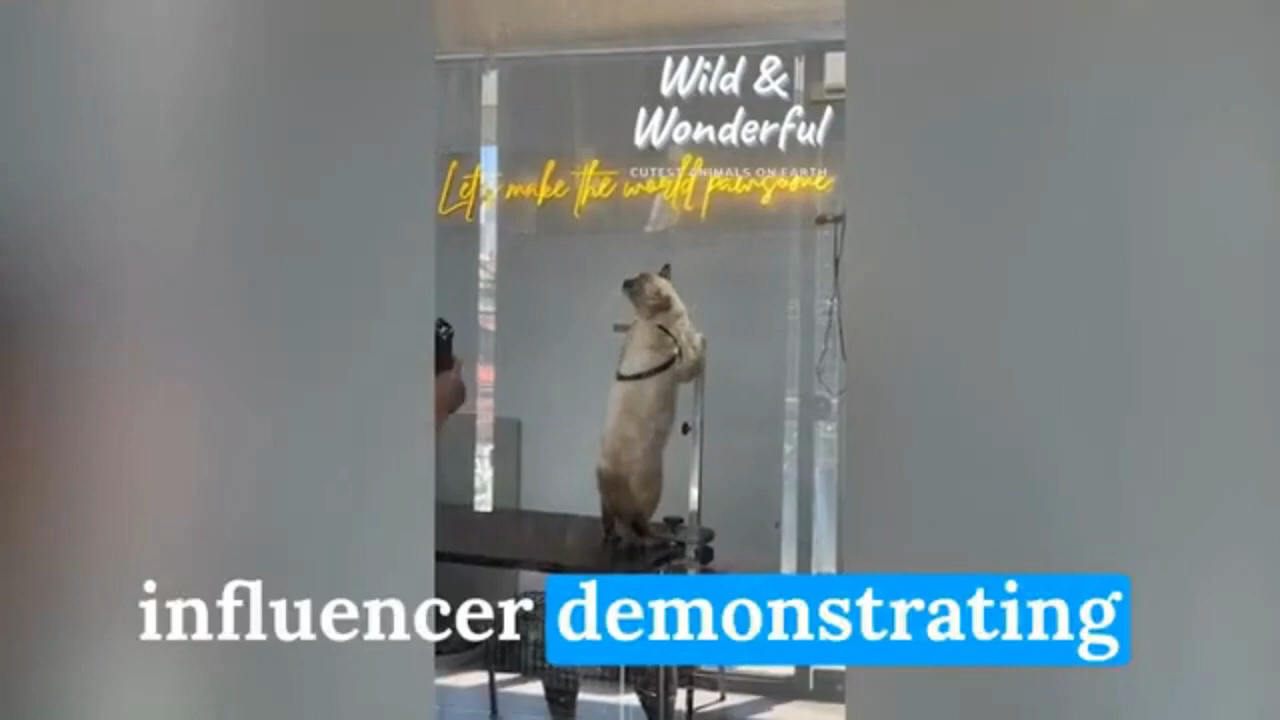 Wild &
Wonderful
CUTEST ANIMALS ON EARTH
Let's make the world pawsome
influencer demonstrating